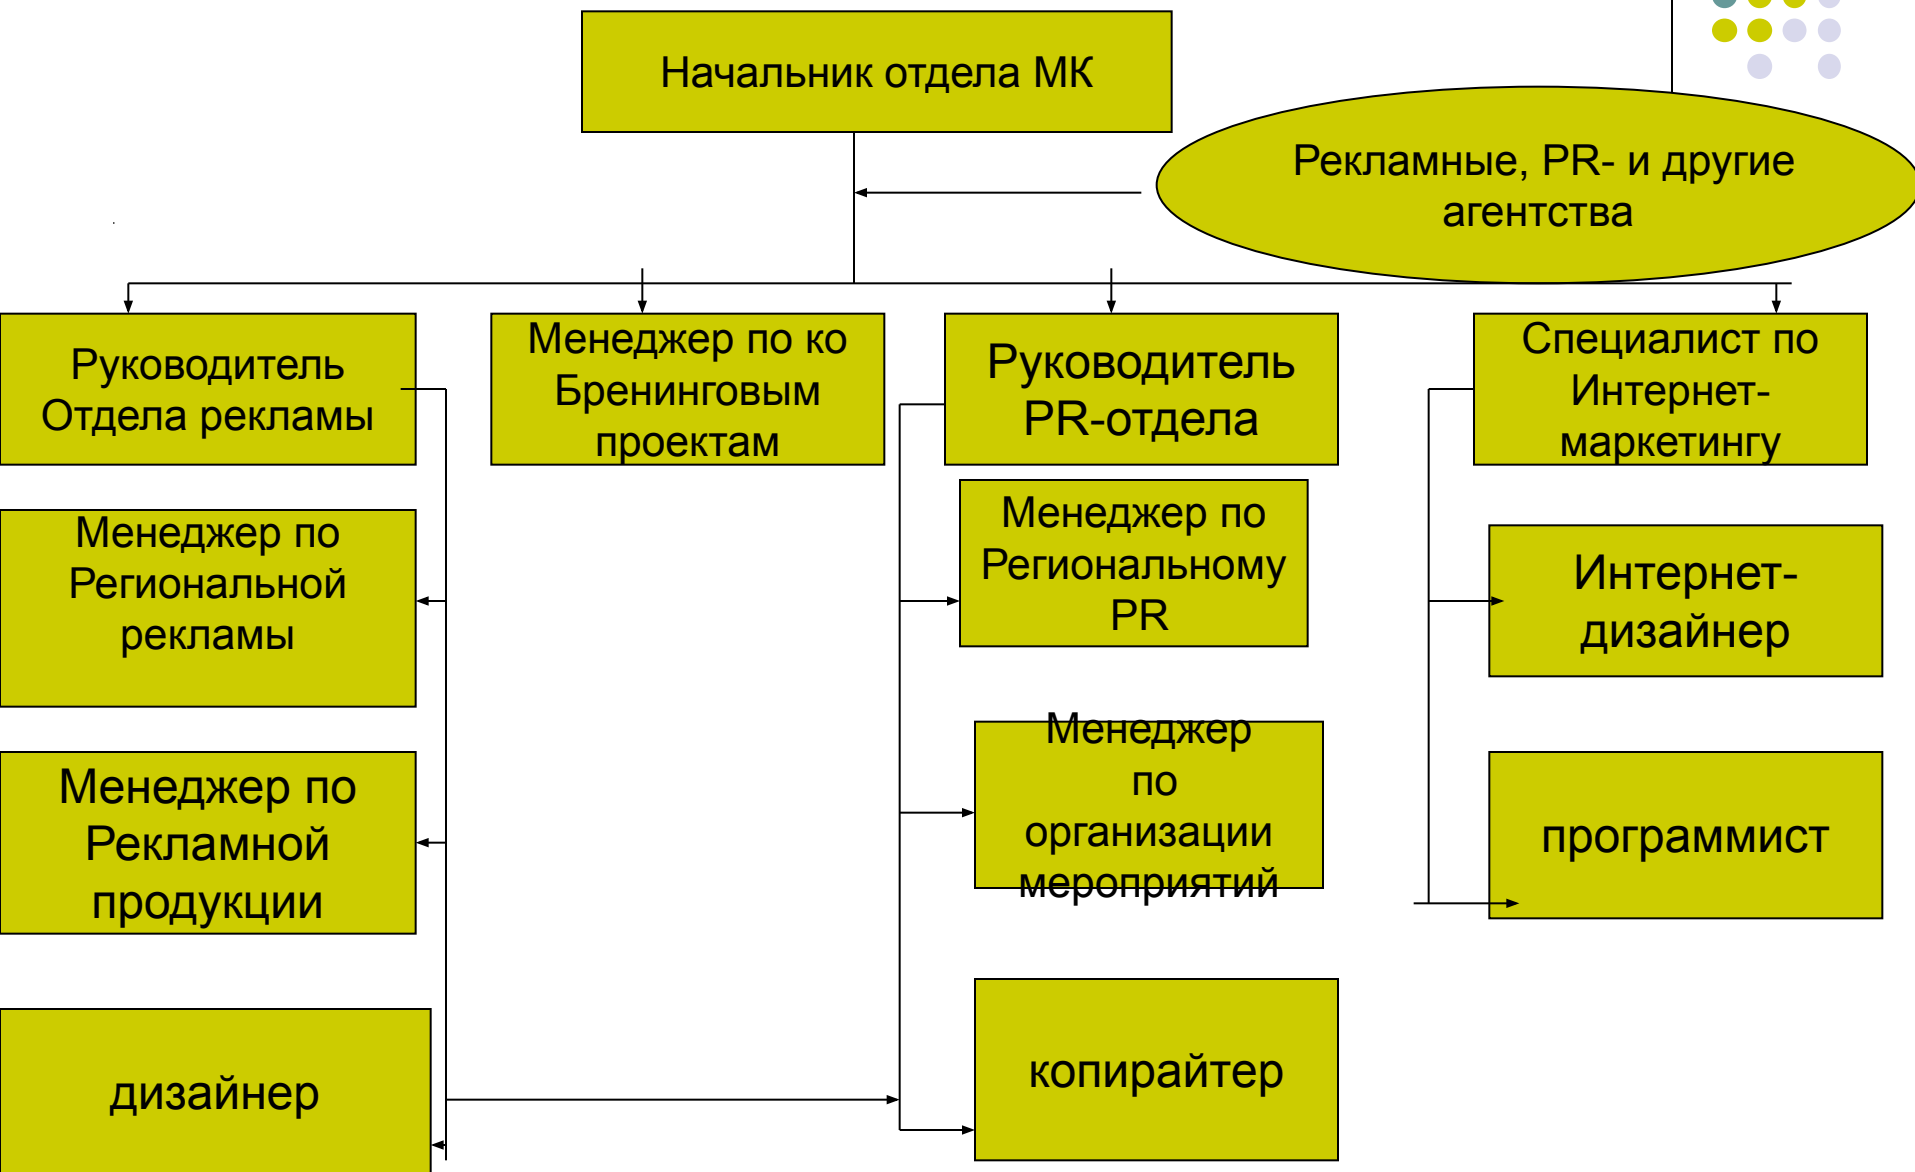 Начальник отдела МК
Рекламные, PR- и другие
агентства
Руководитель
Отдела рекламы
Менеджер по ко
Бренинговым
проектам
Руководитель
PR-отдела
Специалист по
Интернет-
маркетингу
Менеджер по
Региональной
рекламы
Менеджер по
Региональному
PR
Интернет-
дизайнер
Менеджер по
Рекламной
продукции
Менеджер
по
организации
мероприятий
программист
дизайнер
копирайтер